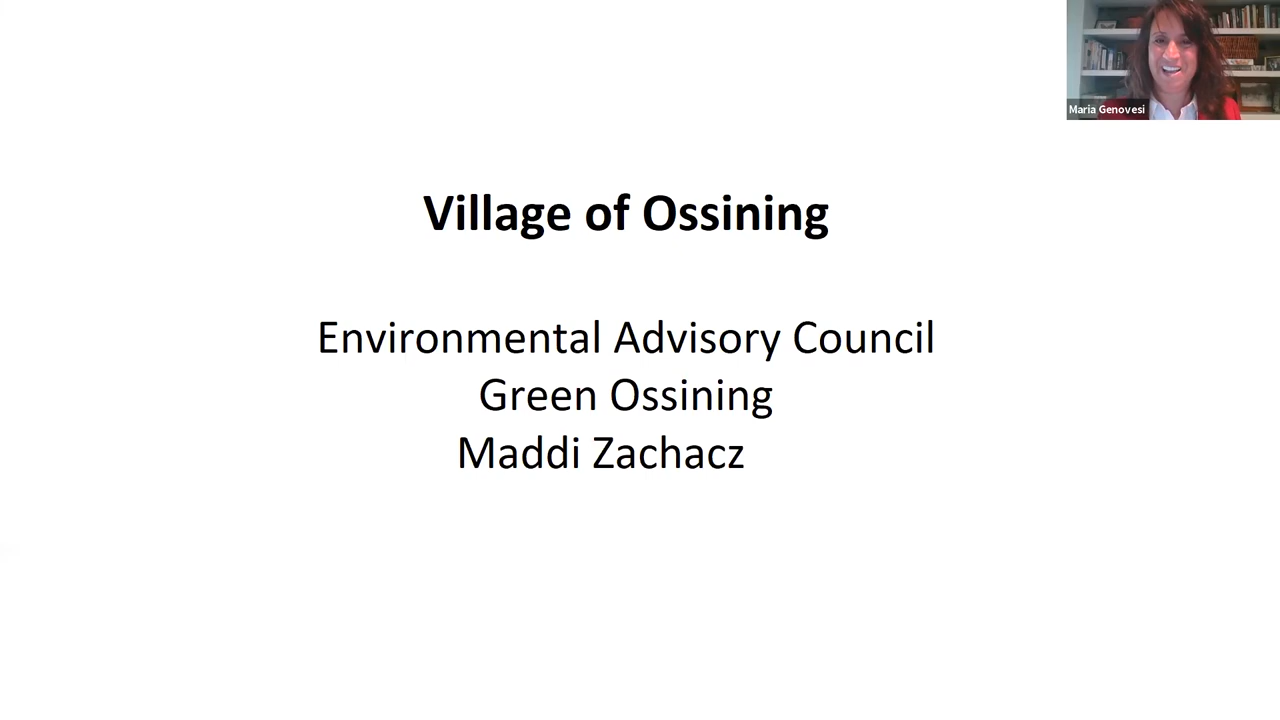 Maria Genovesi
Village of Ossining
Environmental Advisory Council
Green Ossining
Maddi Zachacz